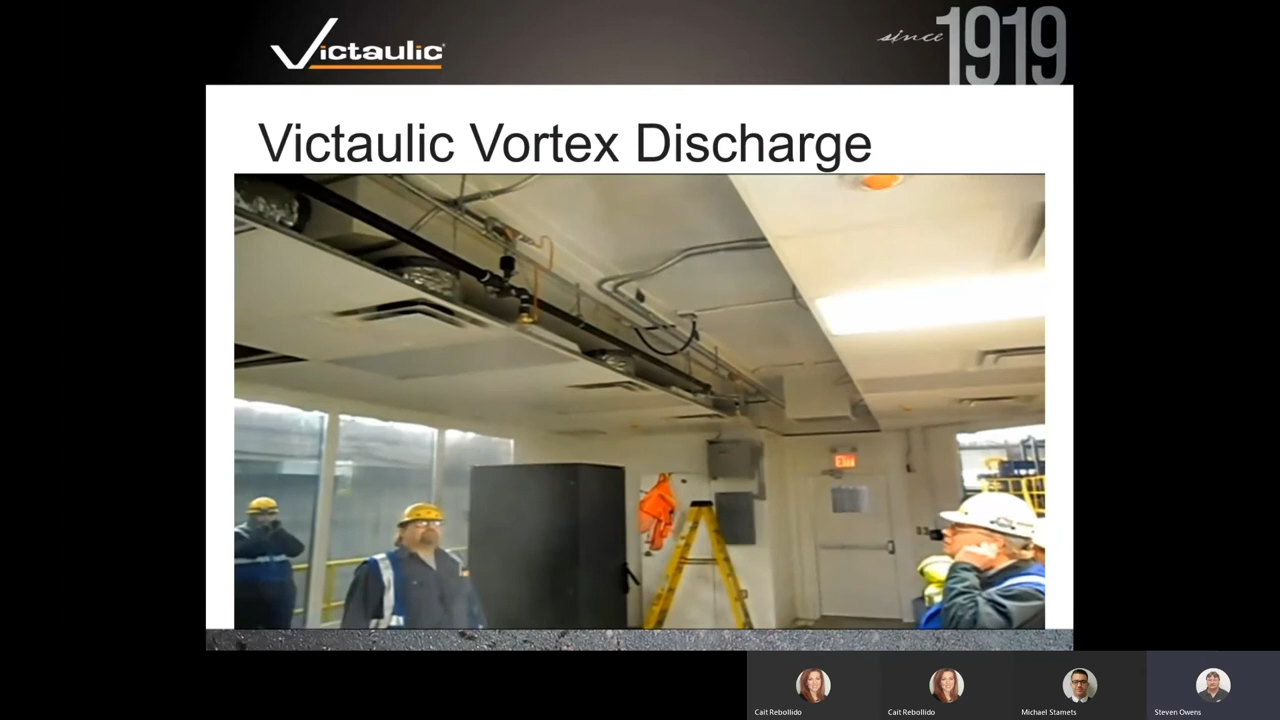 Victaulic
since 1919
Victaulic Vortex Discharge
EXIT
Cait Rebollido
Cait Rebollido
Michael Stamets
Steven Owens